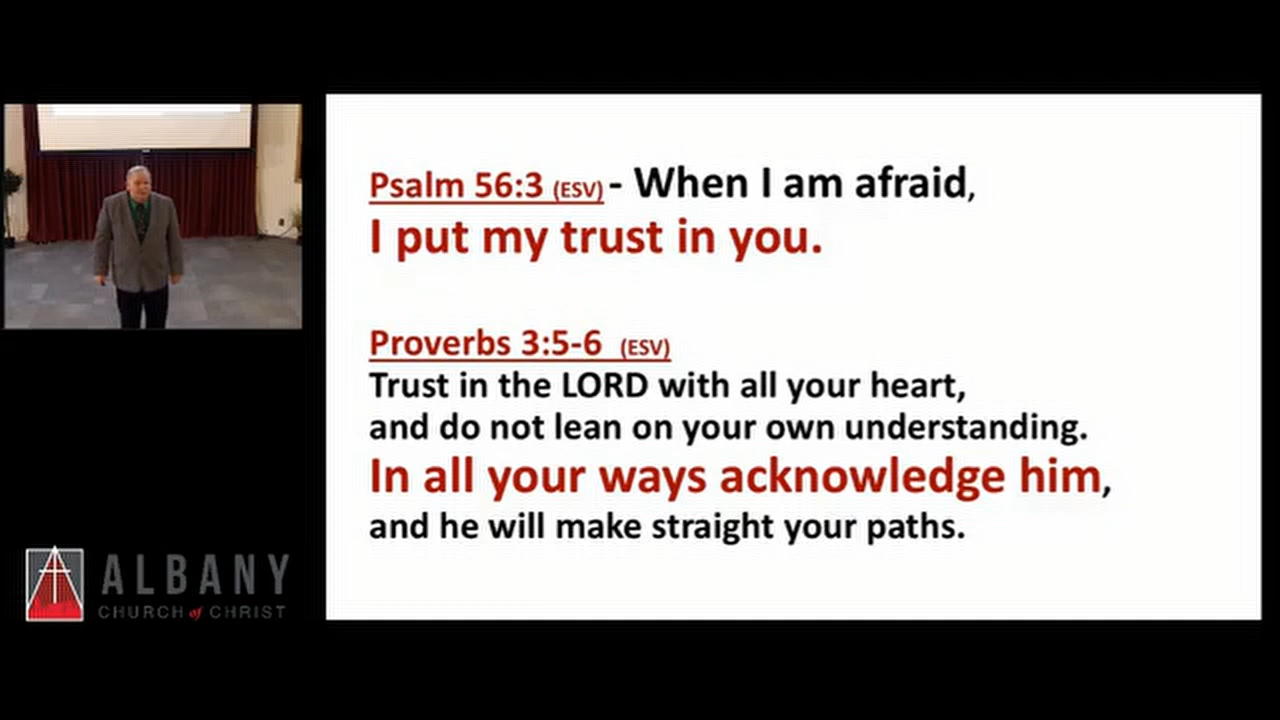 Psalm 56:3 (ESV) - When I am afraid,
I put my trust in you.
Proverbs 3:5-6 (ESV)
Trust in the LORD with all your heart,
and do not lean on your own understanding.
In all your ways acknowledge him,
and he will make straight your paths.
ALBANY
CHURCH of CHRIST